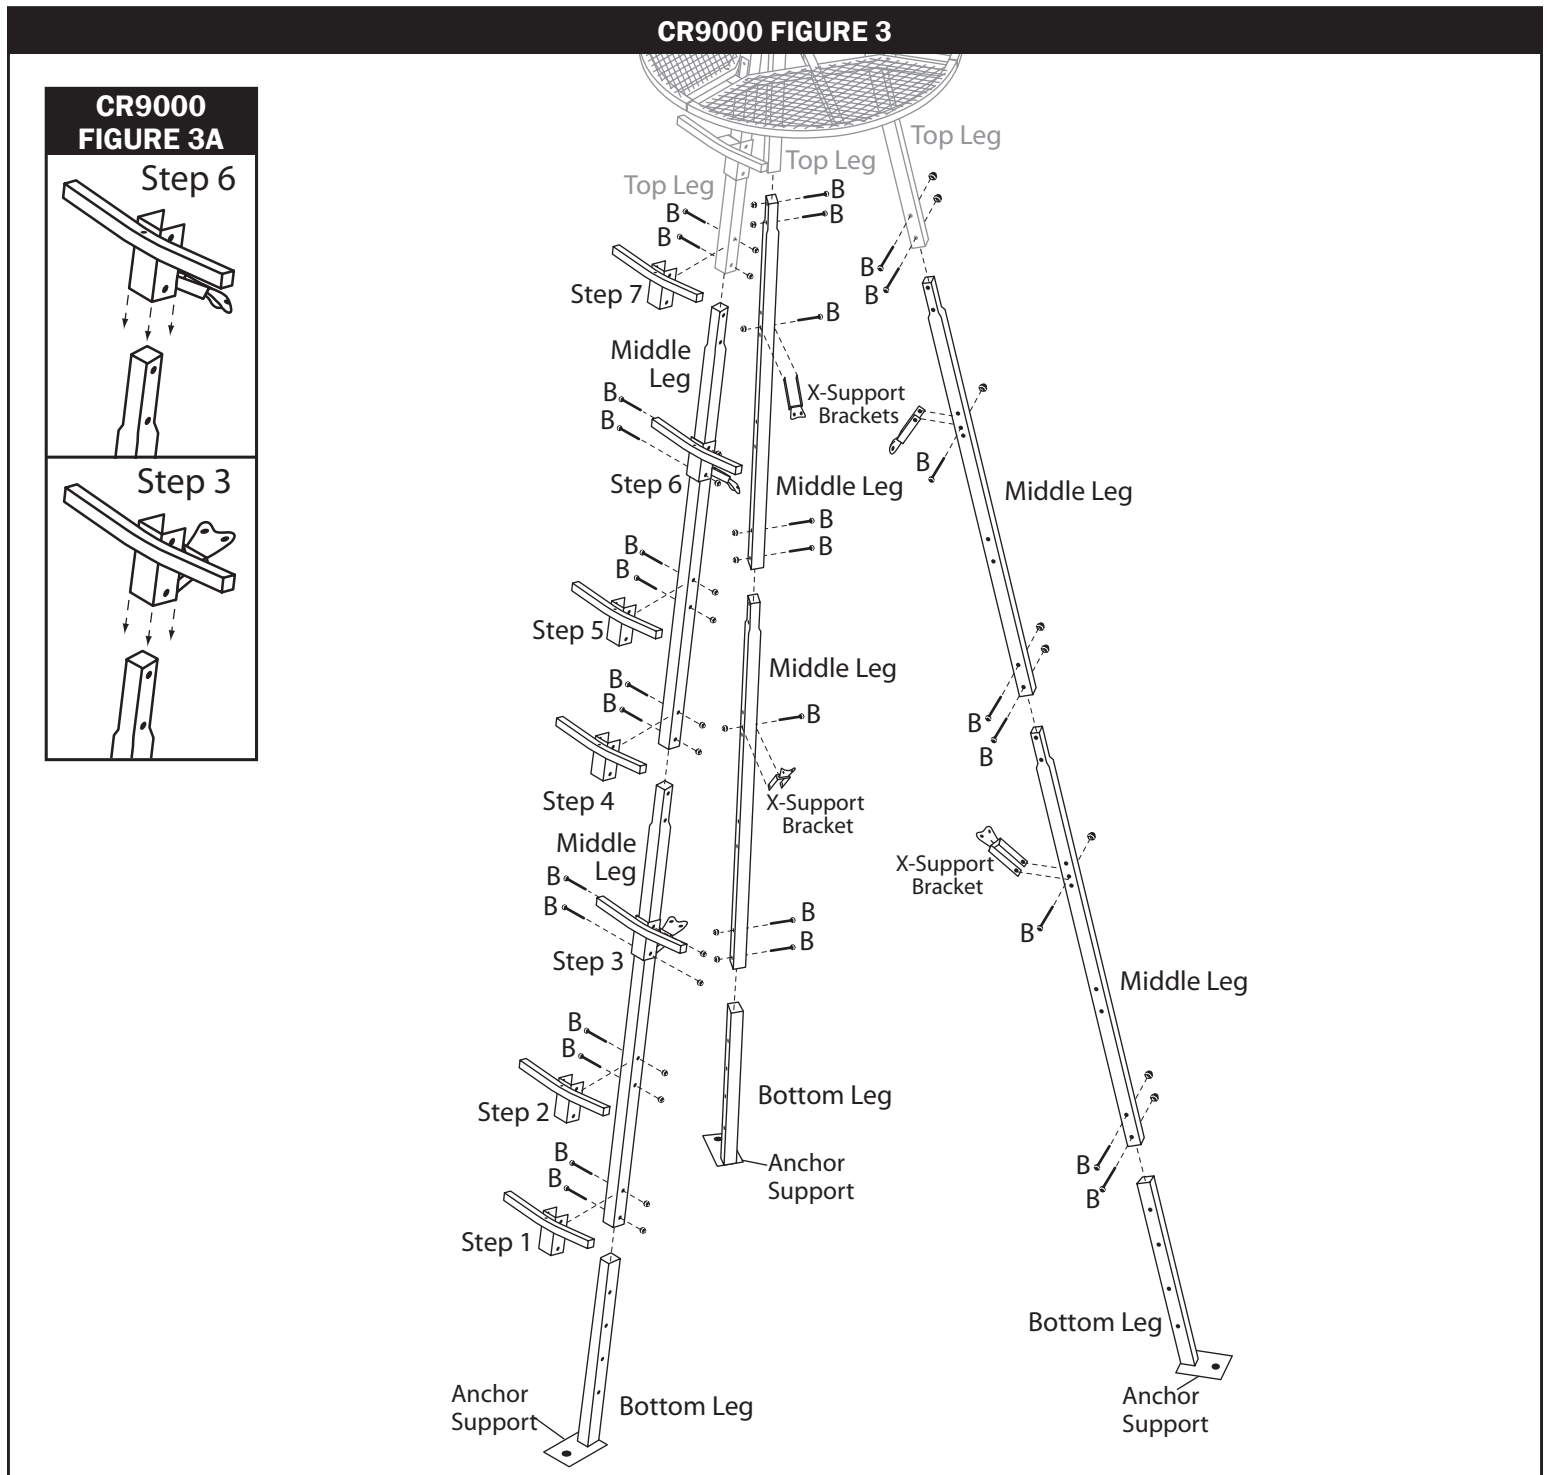 CR9000 FIGURE 3
CR9000
FIGURE 3A
Step 6
Step 3
Top Leg
Top Leg
Top Leg
B
B
B
B
B
B
Step 7
B
Middle
Leg
X-Support
Brackets
B
B
B
Step 6
Middle Leg
Middle Leg
B
B
B
B
Step 5
Middle Leg
B
B
B
B
B
Step 4
X-Support
Bracket
Middle
Leg
X-Support
Bracket
B
B
B
B
B
Step 3
Middle Leg
B
B
Step 2
Bottom Leg
B
B
Anchor
Support
B
B
Step 1
Bottom Leg
Anchor
Support
Bottom Leg
Anchor
Support